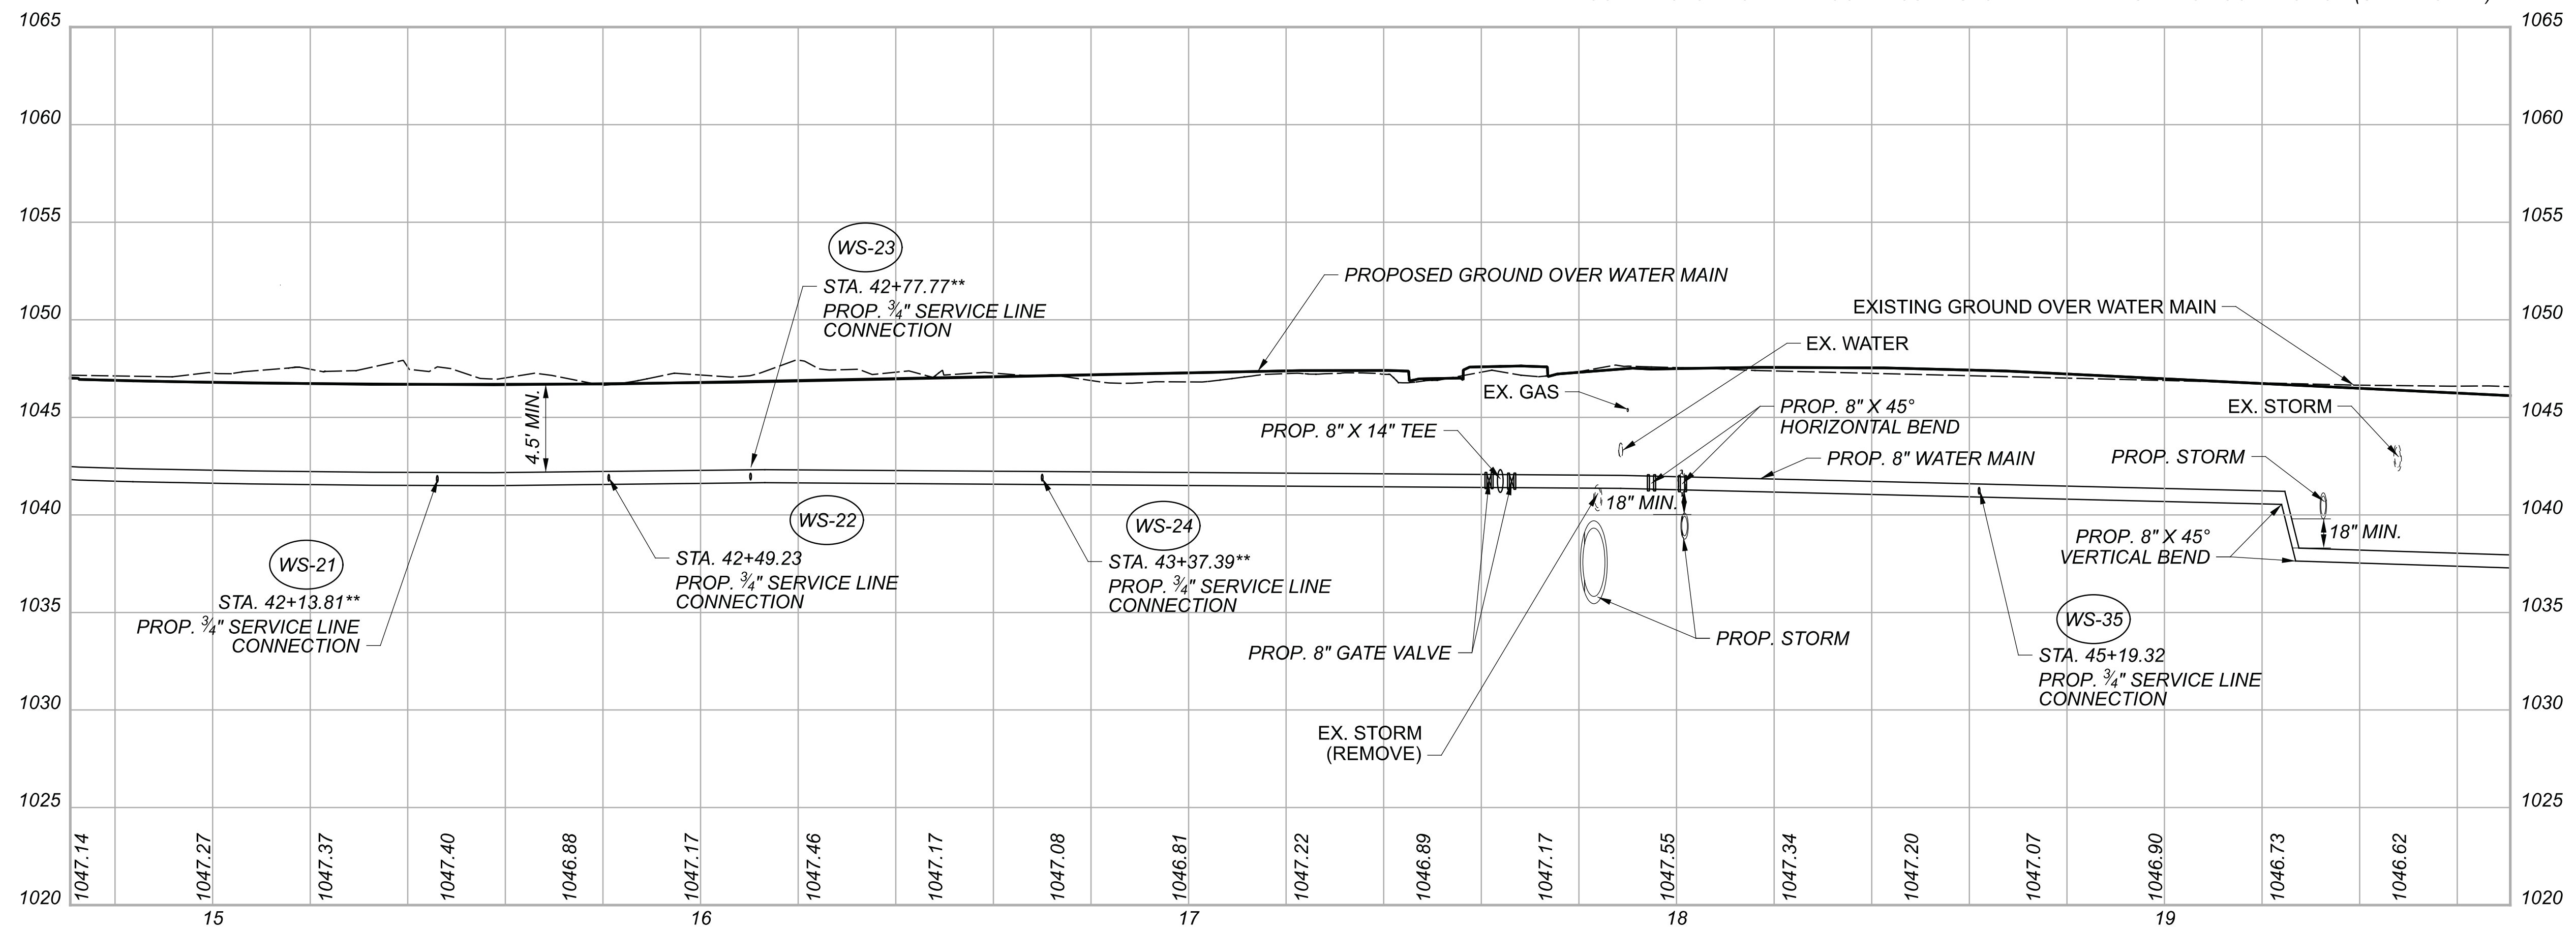 1065
1065
1060
1060
1055
1055
1050
1050
1045
1045
1040
1040
1035
1035
1030
1030
1025
1025
1020
1020
WS-23
STA. 42+77.77**
PROP. ¾" SERVICE LINE
CONNECTION
PROPOSED GROUND OVER WATER MAIN
EXISTING GROUND OVER WATER MAIN
EX. WATER
EX. GAS
PROP. 8" X 45°
HORIZONTAL BEND
EX. STORM
4.5' MIN.
PROP. 8" X 14" TEE
PROP. 8" WATER MAIN
PROP. STORM
18" MIN.
18" MIN.
PROP. 8" X 45°
VERTICAL BEND
WS-21
STA. 42+13.81**
PROP. ¾" SERVICE LINE
CONNECTION
WS-22
STA. 42+49.23
PROP. ¾" SERVICE LINE
CONNECTION
WS-24
STA. 43+37.39**
PROP. ¾" SERVICE LINE
CONNECTION
PROP. 8" GATE VALVE
PROP. STORM
WS-35
STA. 45+19.32
PROP. ¾" SERVICE LINE
CONNECTION
EX. STORM
(REMOVE)
1047.14
1047.27
1047.37
1047.40
1046.88
1047.17
1047.46
1047.17
1047.08
1046.81
1047.22
1046.89
1047.17
1047.55
1047.34
1047.20
1047.07
1046.90
1046.73
1046.62
15
16
17
18
19